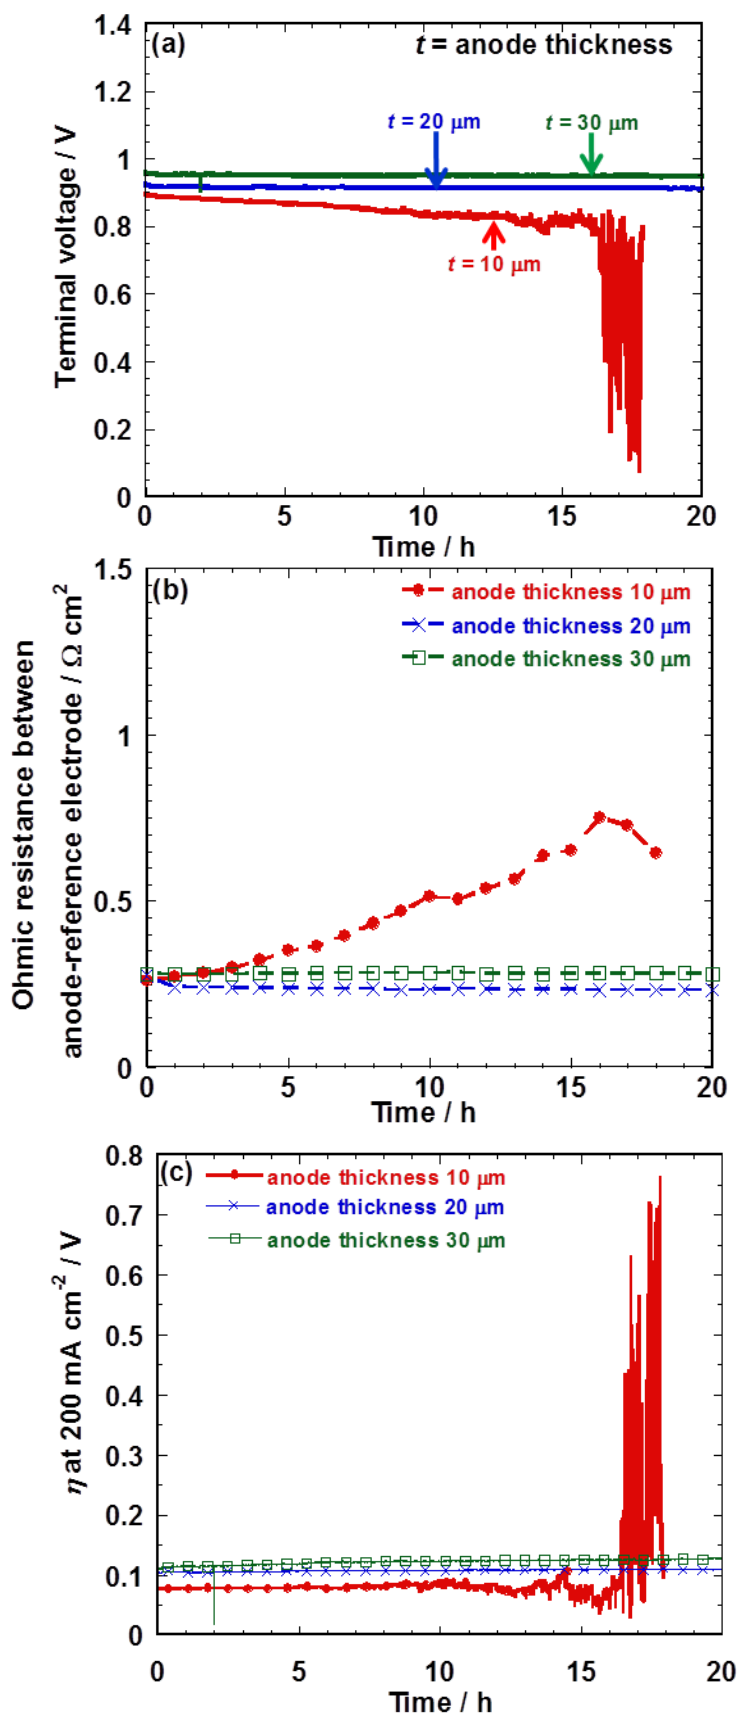 (a)
t = anode thickness
1.4
1.2
1
0.8
0.6
0.4
0.2
0
t = 20 μm
t = 30 μm
t = 10 μm
Terminal voltage / V
0 5 10 15 20
Time / h
(b)
1.5
1
0.5
0
anode thickness 10 μm
anode thickness 20 μm
anode thickness 30 μm
Ohmic resistance between
anode-reference electrode / Ω cm²
0 5 10 15 20
Time / h
(c)
0.8
0.7
0.6
0.5
0.4
0.3
0.2
0.1
0
anode thickness 10 μm
anode thickness 20 μm
anode thickness 30 μm
η at 200 mA cm⁻² / V
0 5 10 15 20
Time / h